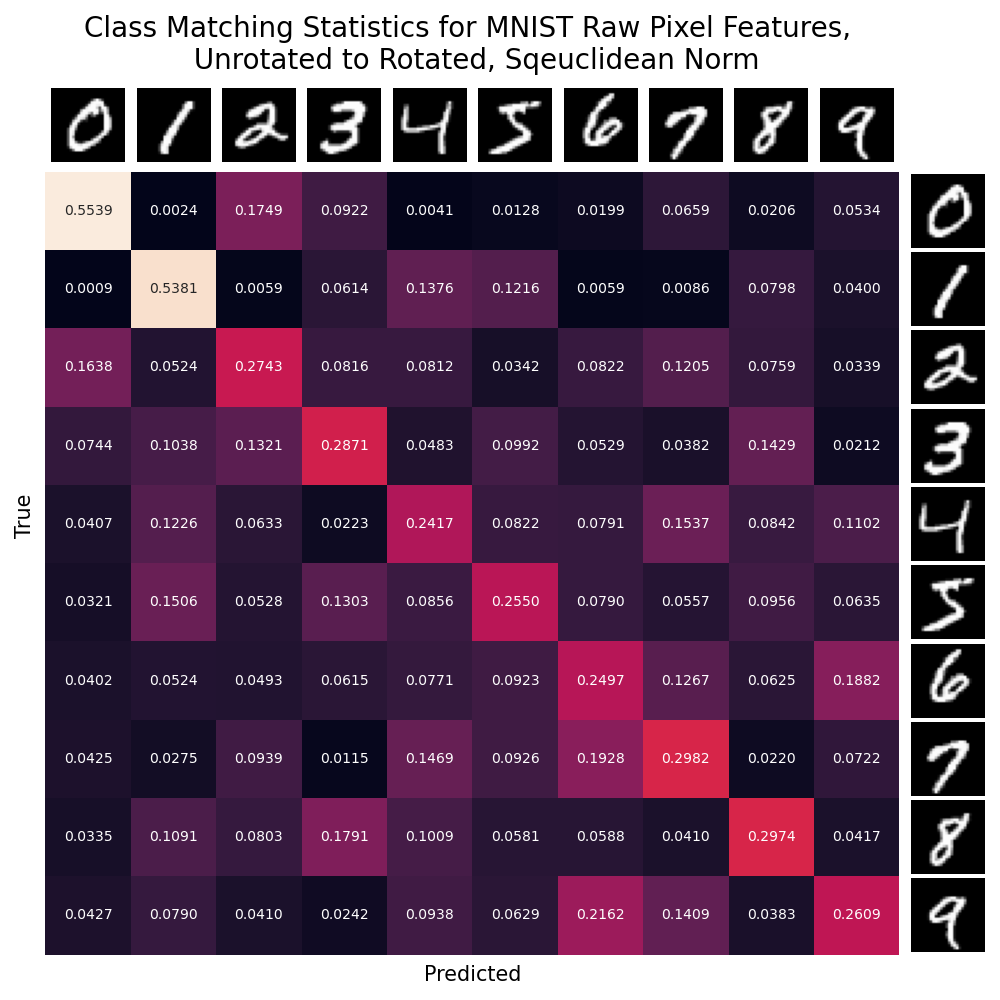 Class Matching Statistics for MNIST Raw Pixel Features,
Unrotated to Rotated, Sqeuclidean Norm
0 1 2 3 4 5 6 7 8 9
0.5539 0.0024 0.1749 0.0922 0.0041 0.0128 0.0199 0.0659 0.0206 0.0534 0
0.0009 0.5381 0.0059 0.0614 0.1376 0.1216 0.0059 0.0086 0.0798 0.0400 1
0.1638 0.0524 0.2743 0.0816 0.0812 0.0342 0.0822 0.1205 0.0759 0.0339 2
0.0744 0.1038 0.1321 0.2871 0.0483 0.0992 0.0529 0.0382 0.1429 0.0212 3
True
0.0407 0.1226 0.0633 0.0223 0.2417 0.0822 0.0791 0.1537 0.0842 0.1102 4
0.0321 0.1506 0.0528 0.1303 0.0856 0.2550 0.0790 0.0557 0.0956 0.0635 5
0.0402 0.0524 0.0493 0.0615 0.0771 0.0923 0.2497 0.1267 0.0625 0.1882 6
0.0425 0.0275 0.0939 0.0115 0.1469 0.0926 0.1928 0.2982 0.0220 0.0722 7
0.0335 0.1091 0.0803 0.1791 0.1009 0.0581 0.0588 0.0410 0.2974 0.0417 8
0.0427 0.0790 0.0410 0.0242 0.0938 0.0629 0.2162 0.1409 0.0383 0.2609 9
Predicted